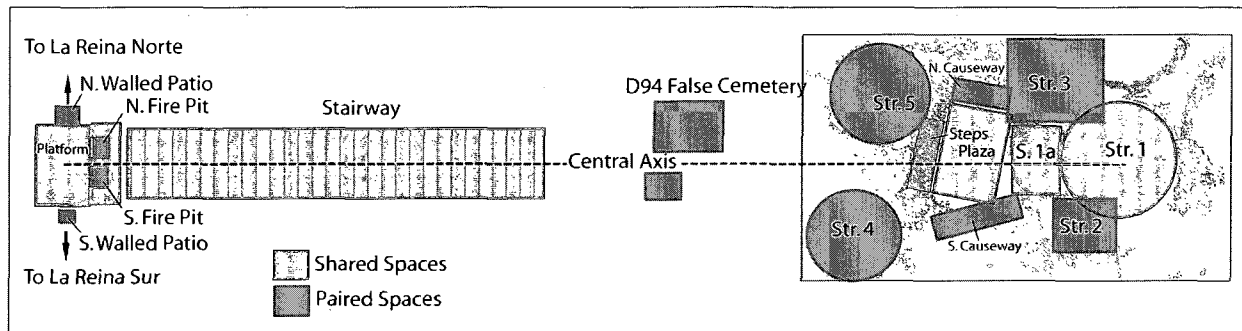 To La Reina Norte
N. Walled Patio
N. Fire Pit
Platform
S. Fire Pit
S. Walled Patio
To La Reina Sur
Stairway
Shared Spaces
Paired Spaces
D94 False Cemetery
Central Axis
N. Causeway
Str. 3
Str. 5
Steps
Plaza
S. 1a
Str. 1
Str. 4
S. Causeway
Str. 2